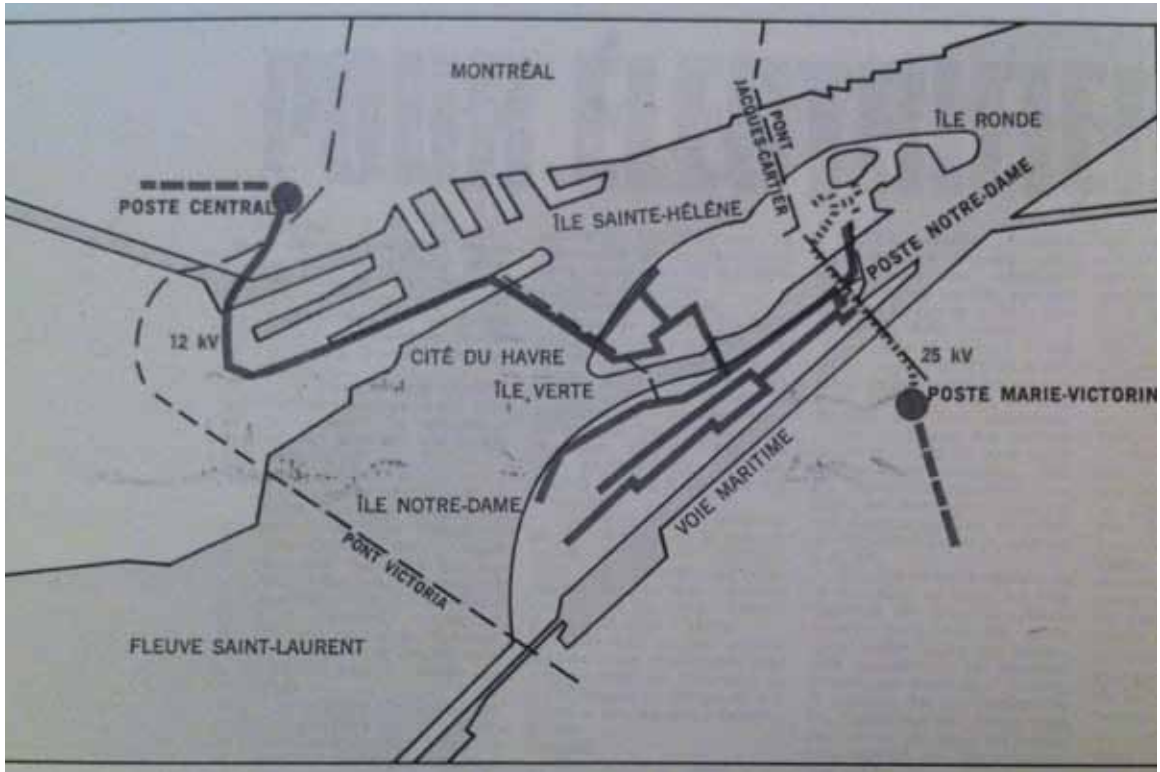 MONTRÉAL
PONT
JACQUES-CARTIER
ÎLE RONDE
POSTE CENTRAL
ÎLE SAINTE-HÉLÈNE
POSTE NOTRE-DAME
12 kV
CITÉ DU HAVRE
25 kV
ÎLE VERTE
POSTE MARIE-VICTORIN
VOIE MARITIME
ÎLE NOTRE-DAME
PONT VICTORIA
FLEUVE SAINT-LAURENT